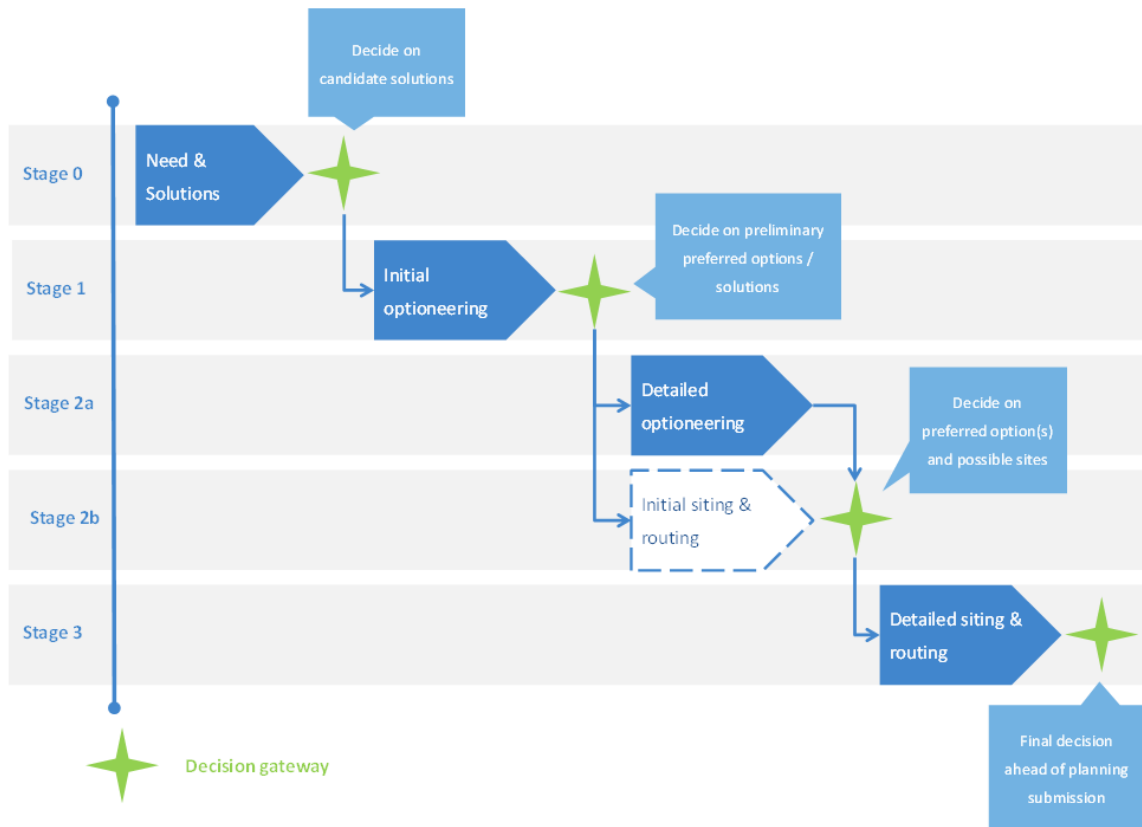 Decide on
candidate solutions
Stage 0
Need &
Solutions
Decide on preliminary
preferred options /
solutions
Stage 1
Initial
optioneering
Stage 2a
Detailed
optioneering
Decide on
preferred option(s)
and possible sites
Stage 2b
Initial siting &
routing
Stage 3
Detailed siting &
routing
Final decision
ahead of planning
submission
Decision gateway